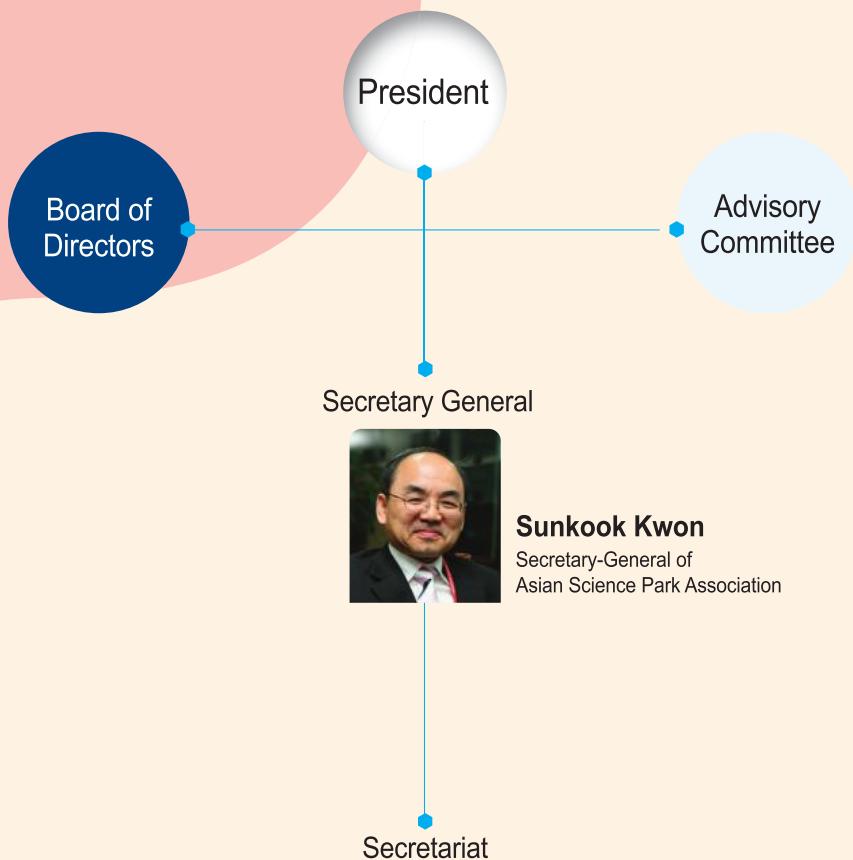 President
Board of
Directors
Advisory
Committee
Secretary General
Sunkook Kwon
Secretary-General of
Asian Science Park Association
Secretariat